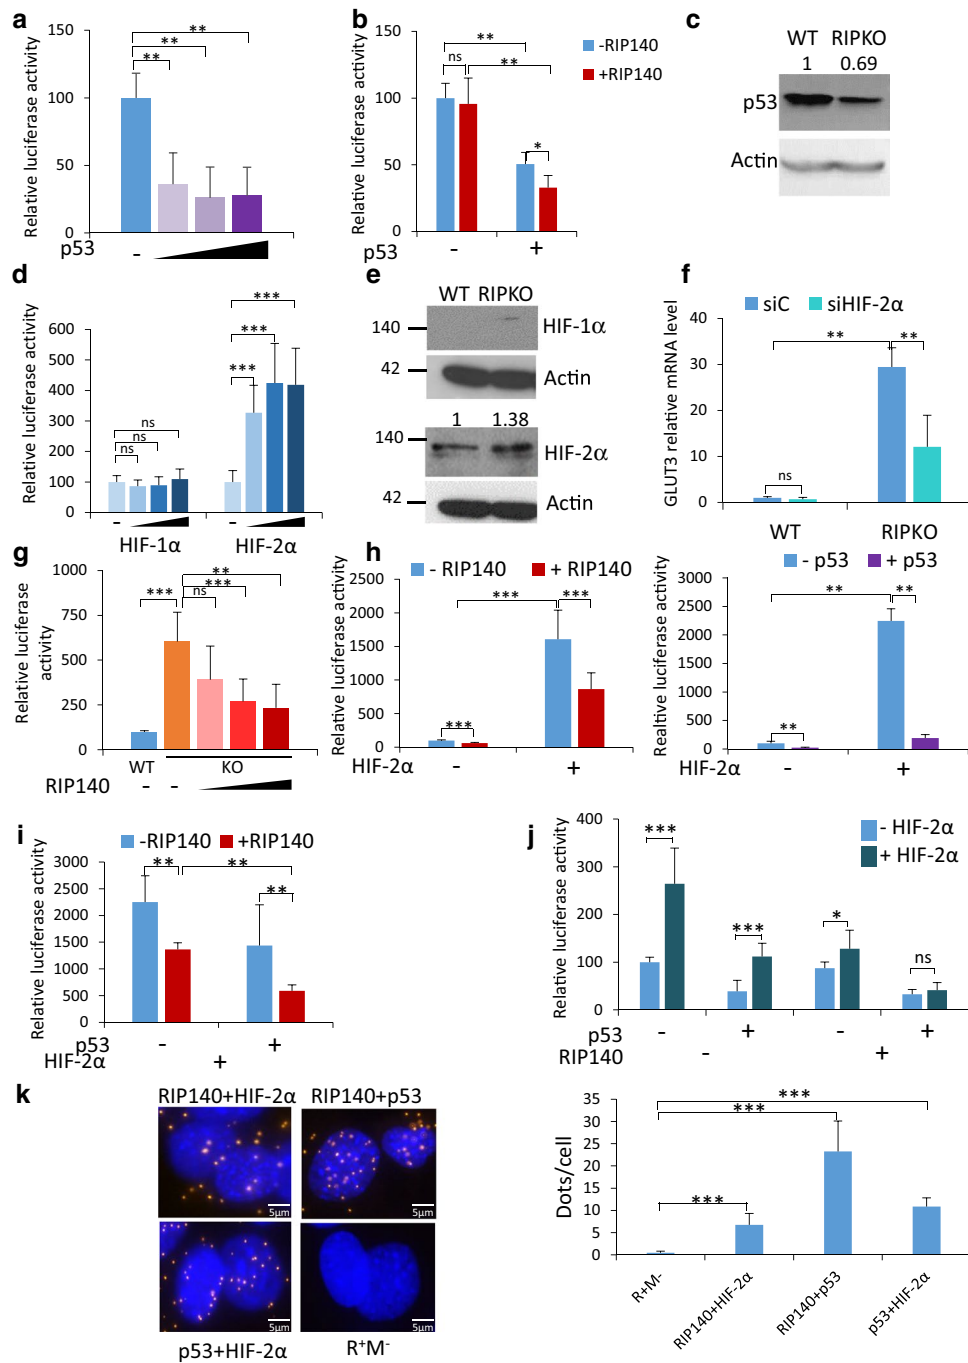 a
Relative luciferase activity
150
100
50
0
**
**
**
p53
-
b
Relative luciferase activity
150
100
50
0
**
ns
**
*
-RIP140
+RIP140
p53
-
+
c
WT RIPKO
1 0.69
p53
Actin
d
Relative luciferase activity
600
500
400
300
200
100
0
ns
ns
ns
***
***
***
-
-
HIF-1α
HIF-2α
e
WT RIPKO
140
HIF-1α
42
Actin
1 1.38
140
HIF-2α
42
Actin
f
siC
siHIF-2α
GLUT3 relative mRNA level
40
30
20
10
0
**
**
ns
WT
RIPKO
g
Relative luciferase
activity
1000
750
500
250
0
**
***
ns
***
WT
KO
RIP140
-
-
h
- RIP140
+ RIP140
Relative luciferase activity
2500
2000
1500
1000
500
0
***
***
***
HIF-2α
-
+
- p53
+ p53
Realtive luciferase activity
3000
2500
2000
1500
1000
500
0
**
**
**
HIF-2α
-
+
i
-RIP140
+RIP140
Relative luciferase activity
3000
2500
2000
1500
1000
500
0
**
**
**
p53
-
+
HIF-2α
+
j
- HIF-2α
+ HIF-2α
Relative luciferase activity
400
300
200
100
0
***
***
*
ns
p53
-
+
-
+
RIP140
-
+
k
RIP140+HIF-2α
RIP140+p53
5μm
5μm
5μm
5μm
p53+HIF-2α
R⁺M⁻
Dots/cell
35
30
25
20
15
10
5
0
***
***
***
R+M-
RIP140+HIF-2α
RIP140+p53
p53+HIF-2α